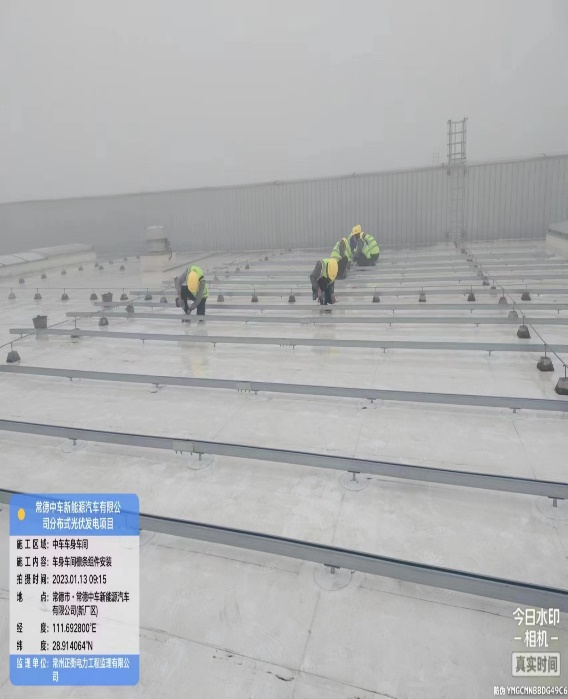 常德中车新能源汽车有限公
司分布式光伏发电项目
施工区域：中车车身车间
施工内容：车身车间檩条组件安装
拍摄时间：2023.01.13 09:15
地　　点：常德市·常德中车新能源汽车
有限公司(新厂区)
经　　度：111.692800°E
纬　　度：28.914064°N
监理单位：常州正衡电力工程监理有限公
司
今日水印
-相机-
真实时间
防伪 YMGCMNBBDG49C6